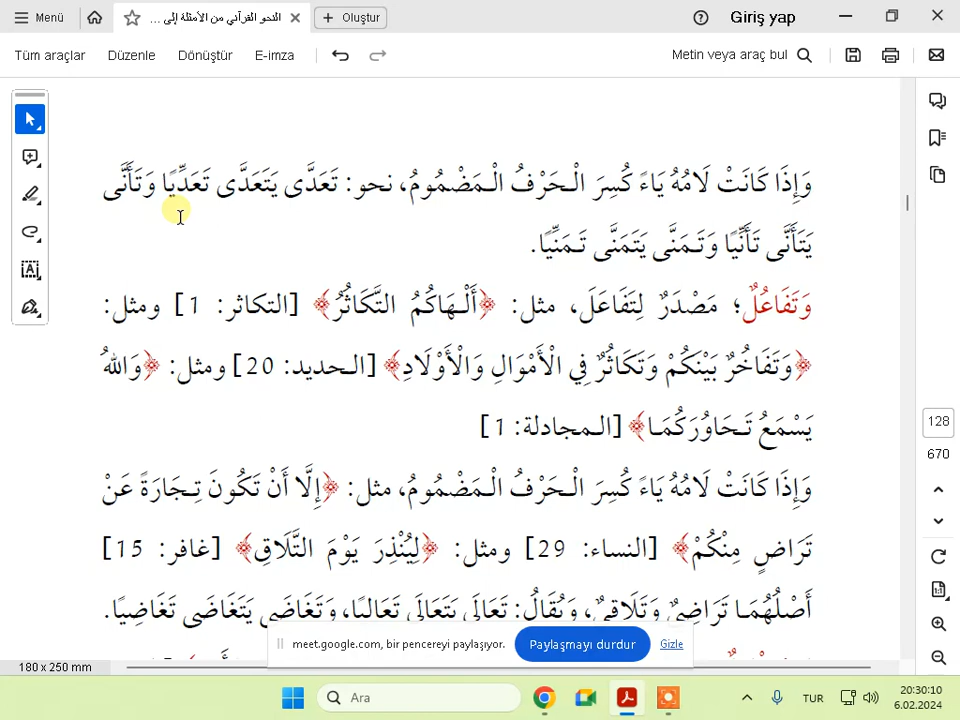 Menü
النحو القرآني من الأمثلة إلى ...
Oluştur
Giriş yap
Tüm araçlar
Düzenle
Dönüştür
E-imza
Metin veya araç bul
وَإِذَا كَانَتْ لَامُهُ يَاءً كُسِرَ الْحَرْفُ الْمَضْمُومُ، نحو: تَعَدَّى يَتَعَدَّى تَعَدِّيًا وَتَأَنَّى
يَتَأَنَّى تَأَنِّيًا وَتَمَنَّى يَتَمَنَّى تَمَنِّيًا.
وَتَفَاعُلٌ؛ مَصْدَرٌ لِتَفَاعَلَ، مثل: ﴿أَلْهَاكُمُ التَّكَاثُرُ﴾ [التكاثر: 1] ومثل:
﴿وَتَفَاخُرٌ بَيْنَكُمْ وَتَكَاثُرٌ فِي الْأَمْوَالِ وَالْأَوْلَادِ﴾ [الحديد: 20] ومثل: ﴿وَاللهُ
يَسْمَعُ تَحَاوُرَكُمَا﴾ [المجادلة: 1]
وَإِذَا كَانَتْ لَامُهُ يَاءً كُسِرَ الْحَرْفُ الْمَضْمُومُ، مثل: ﴿إِلَّا أَنْ تَكُونَ تِجَارَةً عَنْ
تَرَاضٍ مِنْكُمْ﴾ [النساء: 29] ومثل: ﴿لِيُنْذِرَ يَوْمَ التَّلَاقِ﴾ [غافر: 15]
أَصْلُهُمَا تَرَاضِيٌ وَتَلَاقِيٌ، وَيُقَالُ: تَعَالَى يَتَعَالَى تَعَالِيًا، وَتَغَاضَى يَتَغَاضَى تَغَاضِيًا.
128
670
meet.google.com, bir pencereyi paylaşıyor.
Paylaşmayı durdur
Gizle
180 x 250 mm
Ara
TUR
20:30:10
6.02.2024